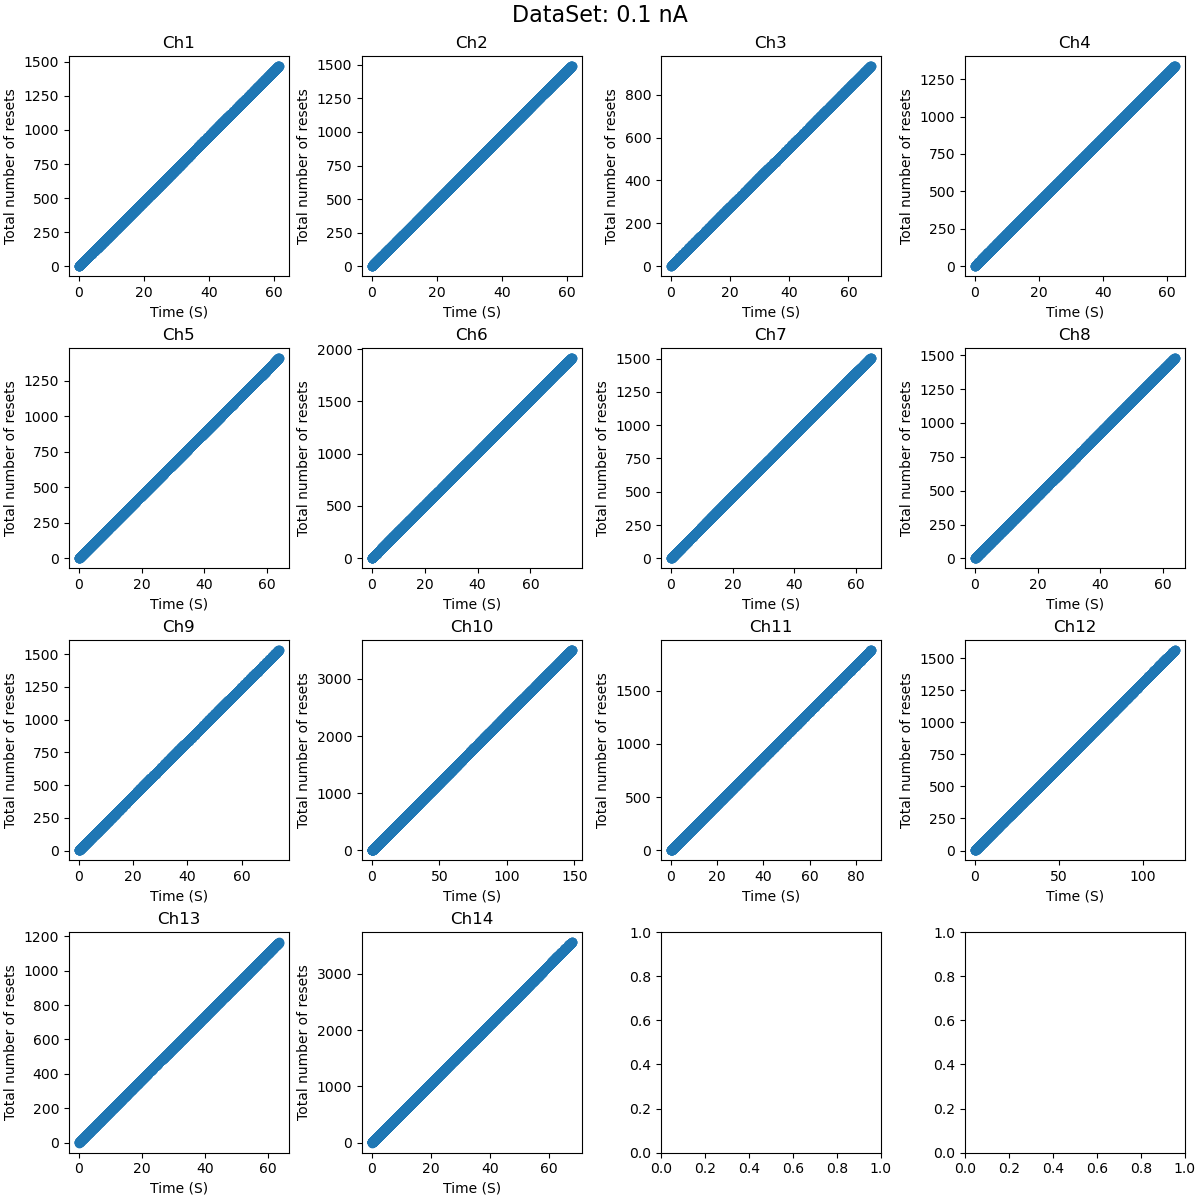 DataSet: 0.1 nA
Ch1
Total number of resets
1500
1250
1000
750
500
250
0
0 20 40 60
Time (S)
Ch2
Total number of resets
1500
1250
1000
750
500
250
0
0 20 40 60
Time (S)
Ch3
Total number of resets
800
600
400
200
0
0 20 40 60
Time (S)
Ch4
Total number of resets
1250
1000
750
500
250
0
0 20 40 60
Time (S)
Ch5
Total number of resets
1250
1000
750
500
250
0
0 20 40 60
Time (S)
Ch6
Total number of resets
2000
1500
1000
500
0
0 20 40 60
Time (S)
Ch7
Total number of resets
1500
1250
1000
750
500
250
0
0 20 40 60
Time (S)
Ch8
Total number of resets
1500
1250
1000
750
500
250
0
0 20 40 60
Time (S)
Ch9
Total number of resets
1500
1250
1000
750
500
250
0
0 20 40 60
Time (S)
Ch10
Total number of resets
3000
2000
1000
0
0 50 100 150
Time (S)
Ch11
Total number of resets
1500
1000
500
0
0 20 40 60 80
Time (S)
Ch12
Total number of resets
1500
1250
1000
750
500
250
0
0 50 100
Time (S)
Ch13
Total number of resets
1200
1000
800
600
400
200
0
0 20 40 60
Time (S)
Ch14
Total number of resets
3000
2000
1000
0
0 20 40 60
Time (S)
1.0
0.8
0.6
0.4
0.2
0.0
0.0 0.2 0.4 0.6 0.8 1.0
1.0
0.8
0.6
0.4
0.2
0.0
0.0 0.2 0.4 0.6 0.8 1.0